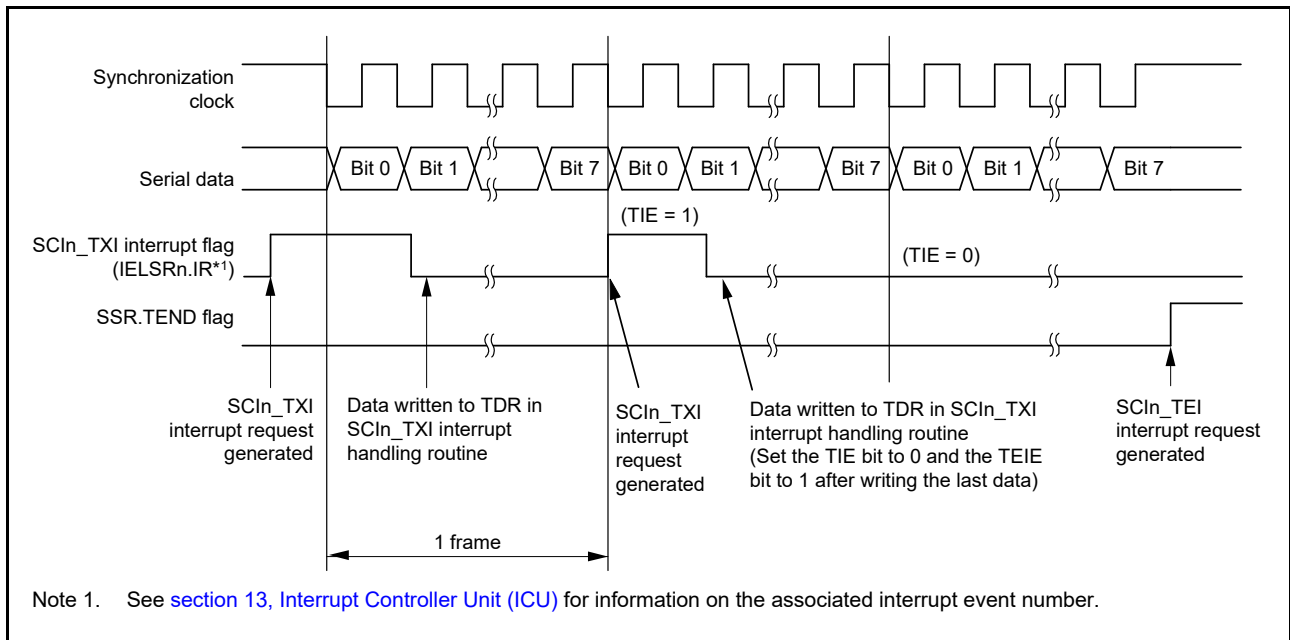 Synchronization
clock
Serial data
Bit 0
Bit 1
Bit 7
Bit 0
Bit 1
Bit 7
Bit 0
Bit 1
Bit 7
(TIE = 1)
SCIn_TXI interrupt flag
(IELSRn.IR*1)
(TIE = 0)
SSR.TEND flag
SCIn_TXI
interrupt request
generated
Data written to TDR in
SCIn_TXI interrupt
handling routine
SCIn_TXI
interrupt
request
generated
Data written to TDR in SCIn_TXI
interrupt handling routine
(Set the TIE bit to 0 and the TEIE
bit to 1 after writing the last data)
SCIn_TEI
interrupt request
generated
1 frame
Note 1. See section 13, Interrupt Controller Unit (ICU) for information on the associated interrupt event number.